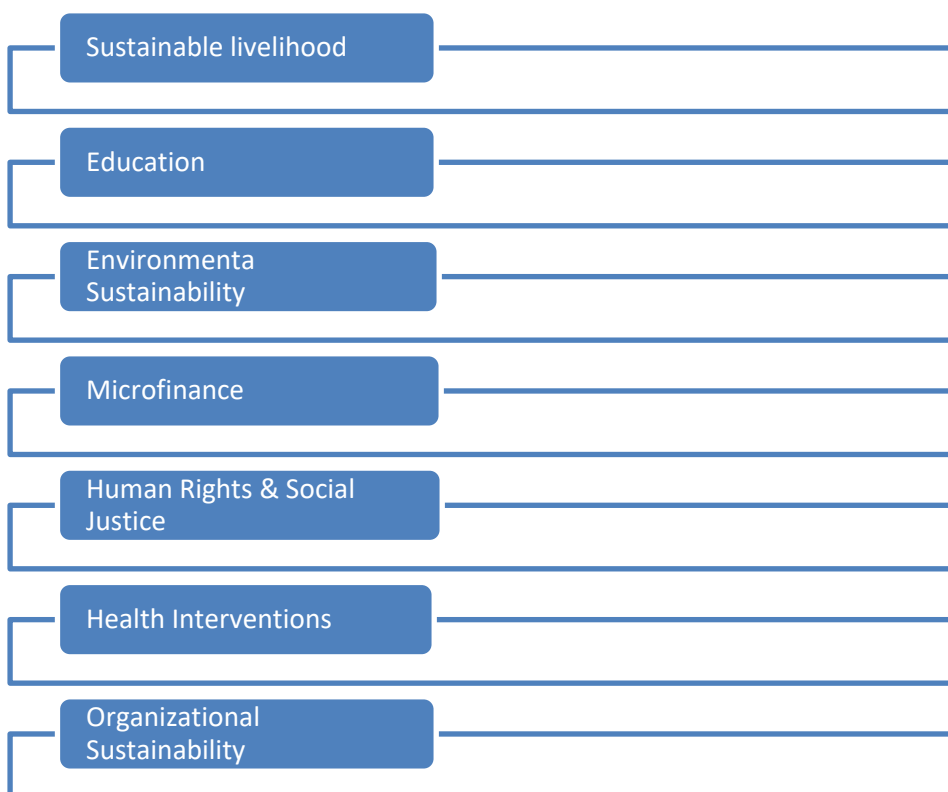 Sustainable livelihood
Education
Environmenta
Sustainability
Microfinance
Human Rights & Social
Justice
Health Interventions
Organizational
Sustainability